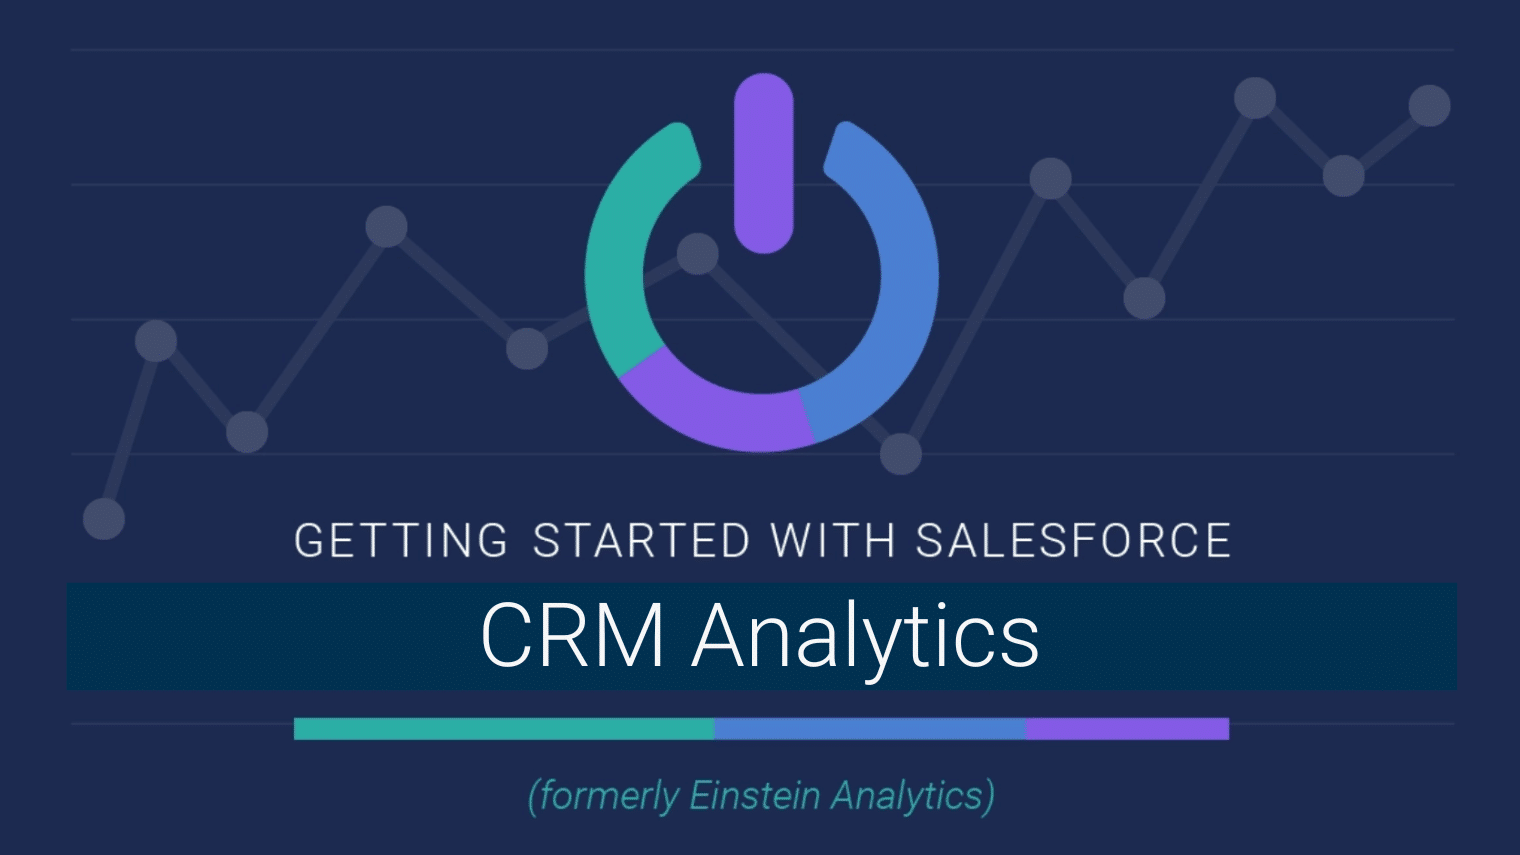 GETTING STARTED WITH SALESFORCE
CRM Analytics
(formerly Einstein Analytics)